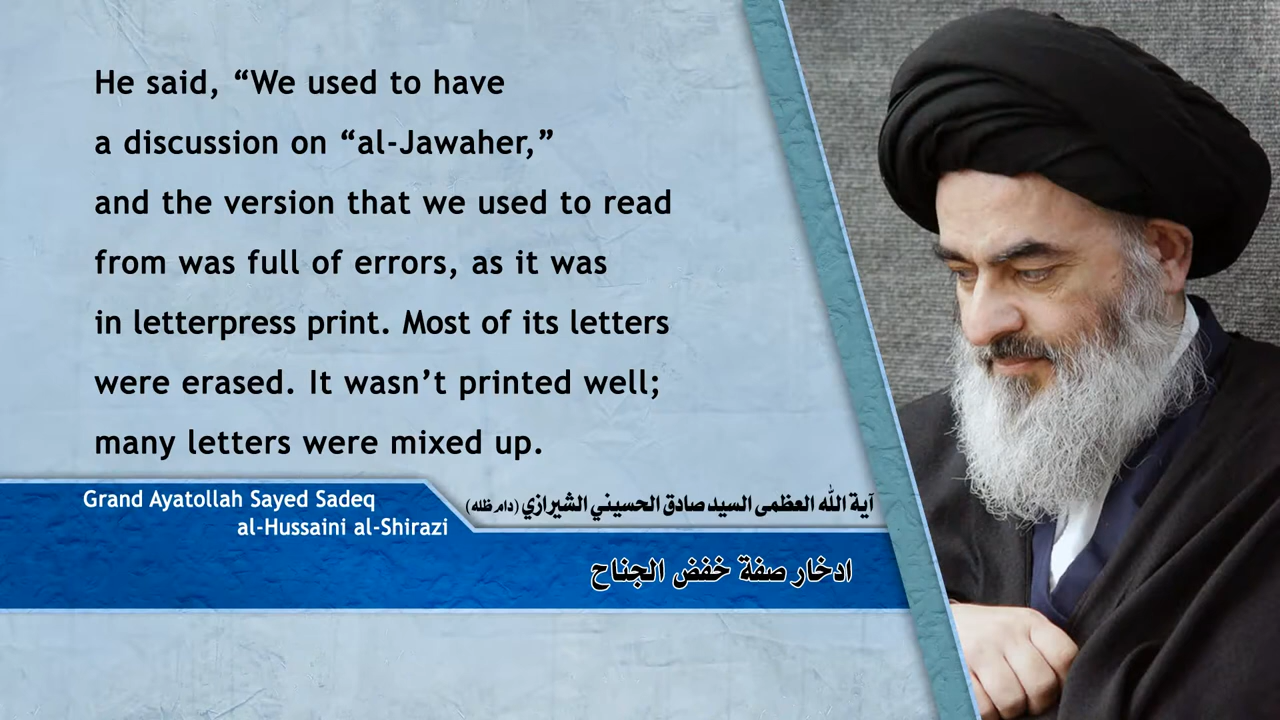 He said, “We used to have
a discussion on “al-Jawaher,”
and the version that we used to read
from was full of errors, as it was
in letterpress print. Most of its letters
were erased. It wasn’t printed well;
many letters were mixed up.
Grand Ayatollah Sayed Sadeq
al-Hussaini al-Shirazi
آية الله العظمى السيد صادق الحسيني الشيرازي (دام ظله)
ادخار صفة خفض الجناح